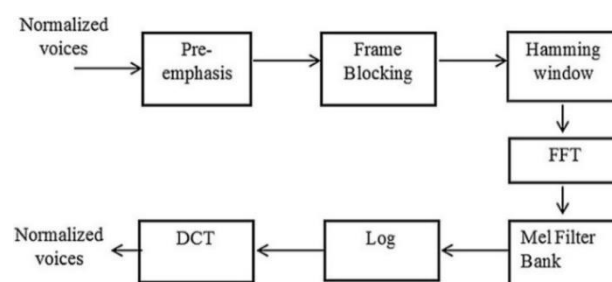 Normalized
voices
Pre-
emphasis
Frame
Blocking
Hamming
window
FFT
Mel Filter
Bank
Log
DCT
Normalized
voices